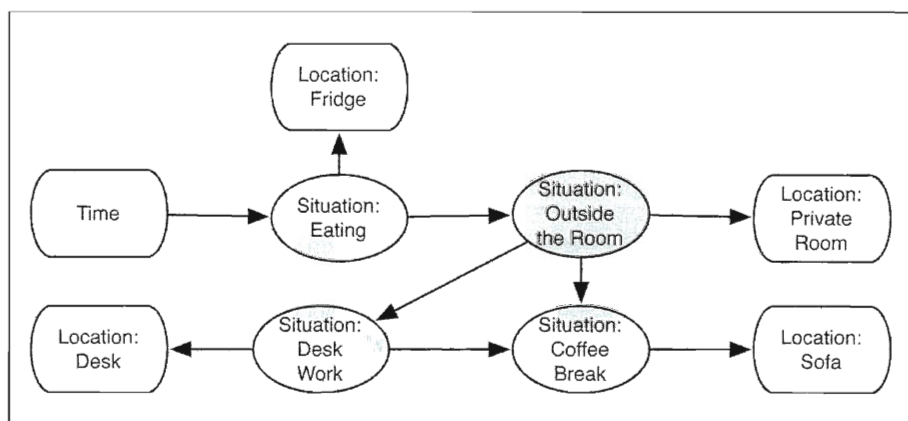 Location:
Fridge
Time
Situation:
Eating
Situation:
Outside
the Room
Location:
Private
Room
Location:
Desk
Situation:
Desk
Work
Situation:
Coffee
Break
Location:
Sofa